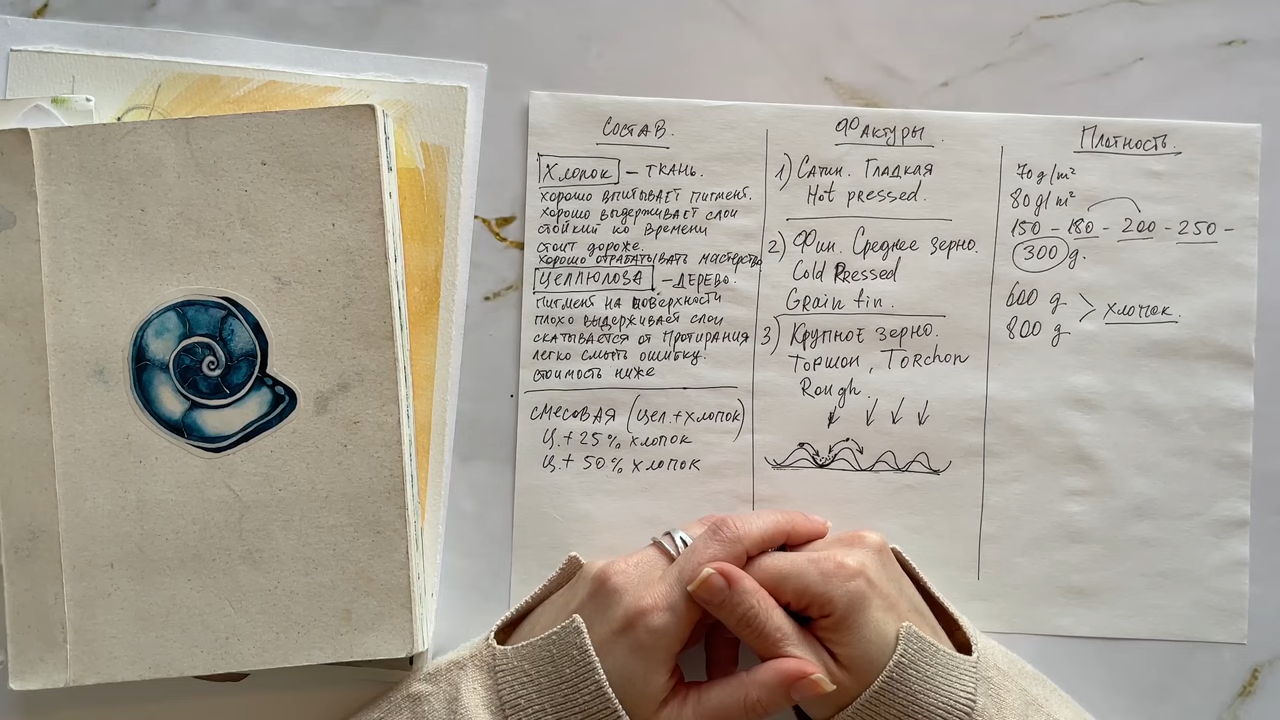 Состав.
Хлопок – ткань.
хорошо впитывает пигмент.
хорошо выдерживает слои
стойкий ко времени
стоит дороже.
хорошо отрабатывать мастерство
Целлюлоза – дерево.
пигмент на поверхности
плохо выдерживает слои
скатывается от протирания
легко смыть ошибку.
стоимость ниже
смесовая (цел.+хлопок)
Ц.+25% хлопок
Ц.+50% хлопок
Фактуры.
1) Сатин. Гладкая
Hot pressed.
2) Фин. Среднее зерно.
Cold Pressed
Grain fin.
3) Крупное зерно.
Торшон, Torchon
Rough.
Плотность.
70 g/m²
80 g/m²
150 – 180 – 200 – 250 –
300 g.
600 g
800 g > хлопок.